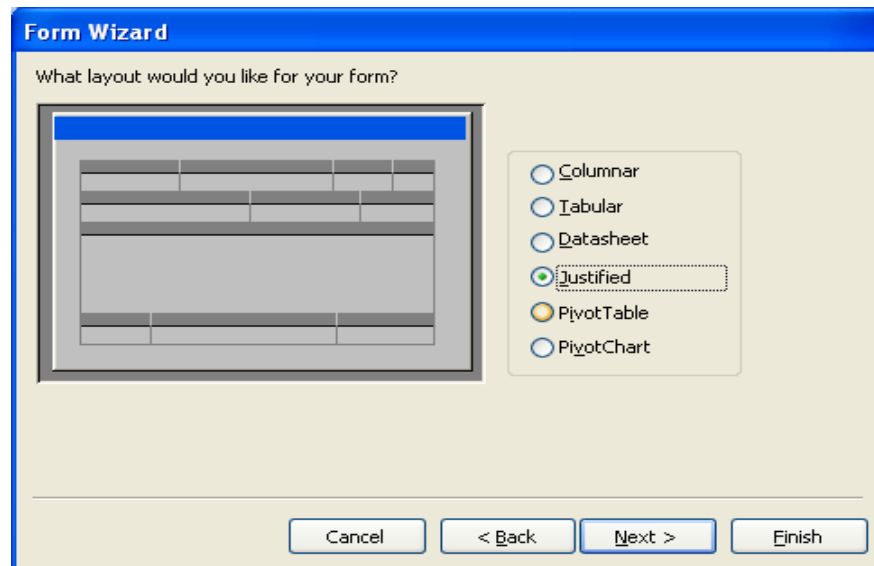 Form Wizard
What layout would you like for your form?
Columnar
Tabular
Datasheet
Justified
PivotTable
PivotChart
Cancel < Back Next > Finish